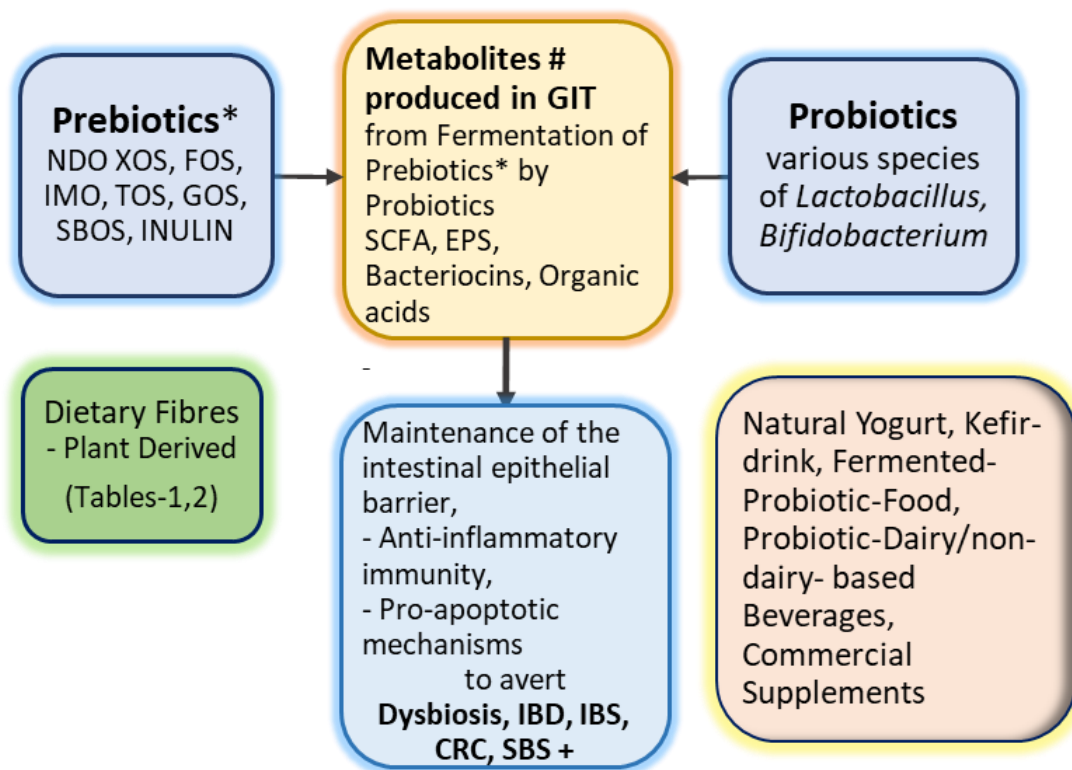 Prebiotics*
NDO XOS, FOS,
IMO, TOS, GOS,
SBOS, INULIN
Metabolites #
produced in GIT
from Fermentation of
Prebiotics* by
Probiotics
SCFA, EPS,
Bacteriocins, Organic
acids
Probiotics
various species
of Lactobacillus,
Bifidobacterium
-
Dietary Fibres
- Plant Derived
(Tables-1,2)
Maintenance of the
intestinal epithelial
barrier,
- Anti-inflammatory
immunity,
- Pro-apoptotic
mechanisms
to avert
Dysbiosis, IBD, IBS,
CRC, SBS +
Natural Yogurt, Kefir-
drink, Fermented-
Probiotic-Food,
Probiotic-Dairy/non-
dairy- based
Beverages,
Commercial
Supplements